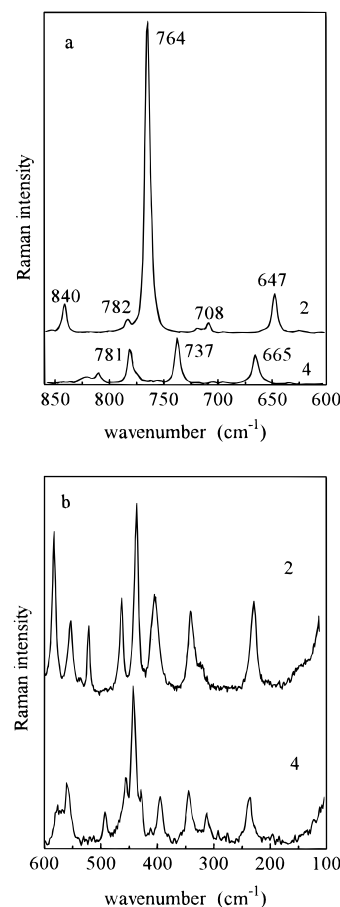 a
764
840
782
708
647
2
781
737
665
4
Raman intensity
850 800 750 700 650 600
wavenumber (cm-1)
b
2
4
Raman intensity
600 500 400 300 200 100
wavenumber (cm-1)